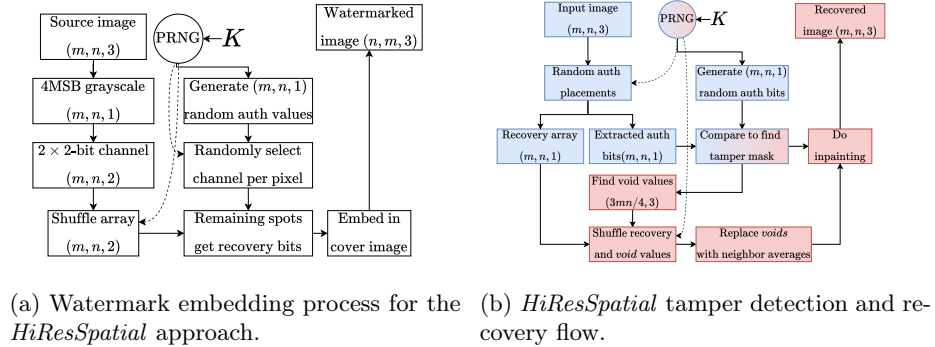 Source image
(m, n, 3)
PRNG
K
Watermarked
image (n, m, 3)
4MSB grayscale
(m, n, 1)
Generate (m, n, 1)
random auth values
2 × 2-bit channel
(m, n, 2)
Randomly select
channel per pixel
Shuffle array
(m, n, 2)
Remaining spots
get recovery bits
Embed in
cover image
(a) Watermark embedding process for the
HiResSpatial approach.
Input image
(m, n, 3)
PRNG
K
Recovered
image (m, n, 3)
Random auth
placements
Generate (m, n, 1)
random auth bits
Recovery array
(m, n, 1)
Extracted auth
bits(m, n, 1)
Compare to find
tamper mask
Do
inpainting
Find void values
(3mn/4, 3)
Shuffle recovery
and void values
Replace voids
with neighbor averages
(b) HiResSpatial tamper detection and re-
covery flow.